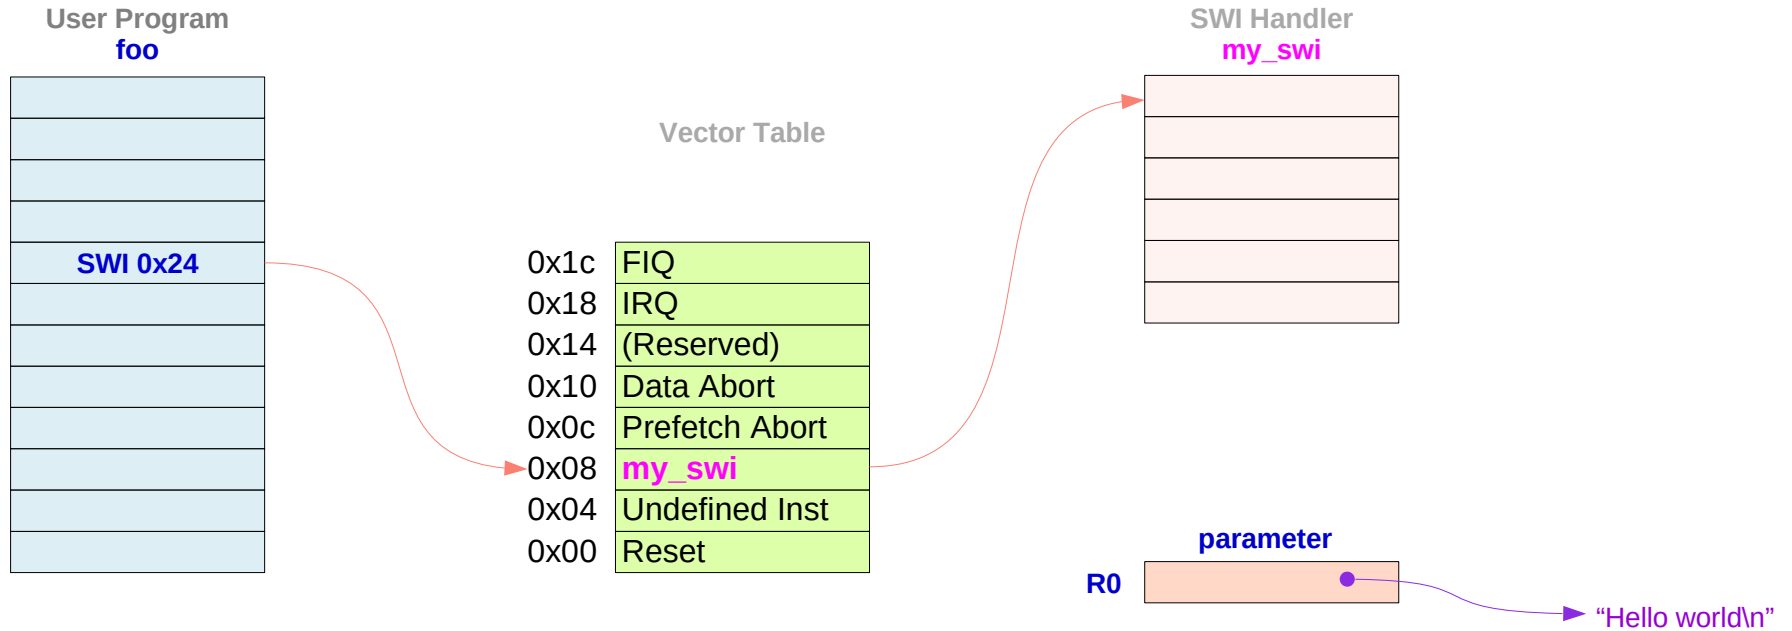 User Program
foo
SWI 0x24
Vector Table
0x1c FIQ
0x18 IRQ
0x14 (Reserved)
0x10 Data Abort
0x0c Prefetch Abort
0x08 my_swi
0x04 Undefined Inst
0x00 Reset
SWI Handler
my_swi
parameter
R0
“Hello world\n”